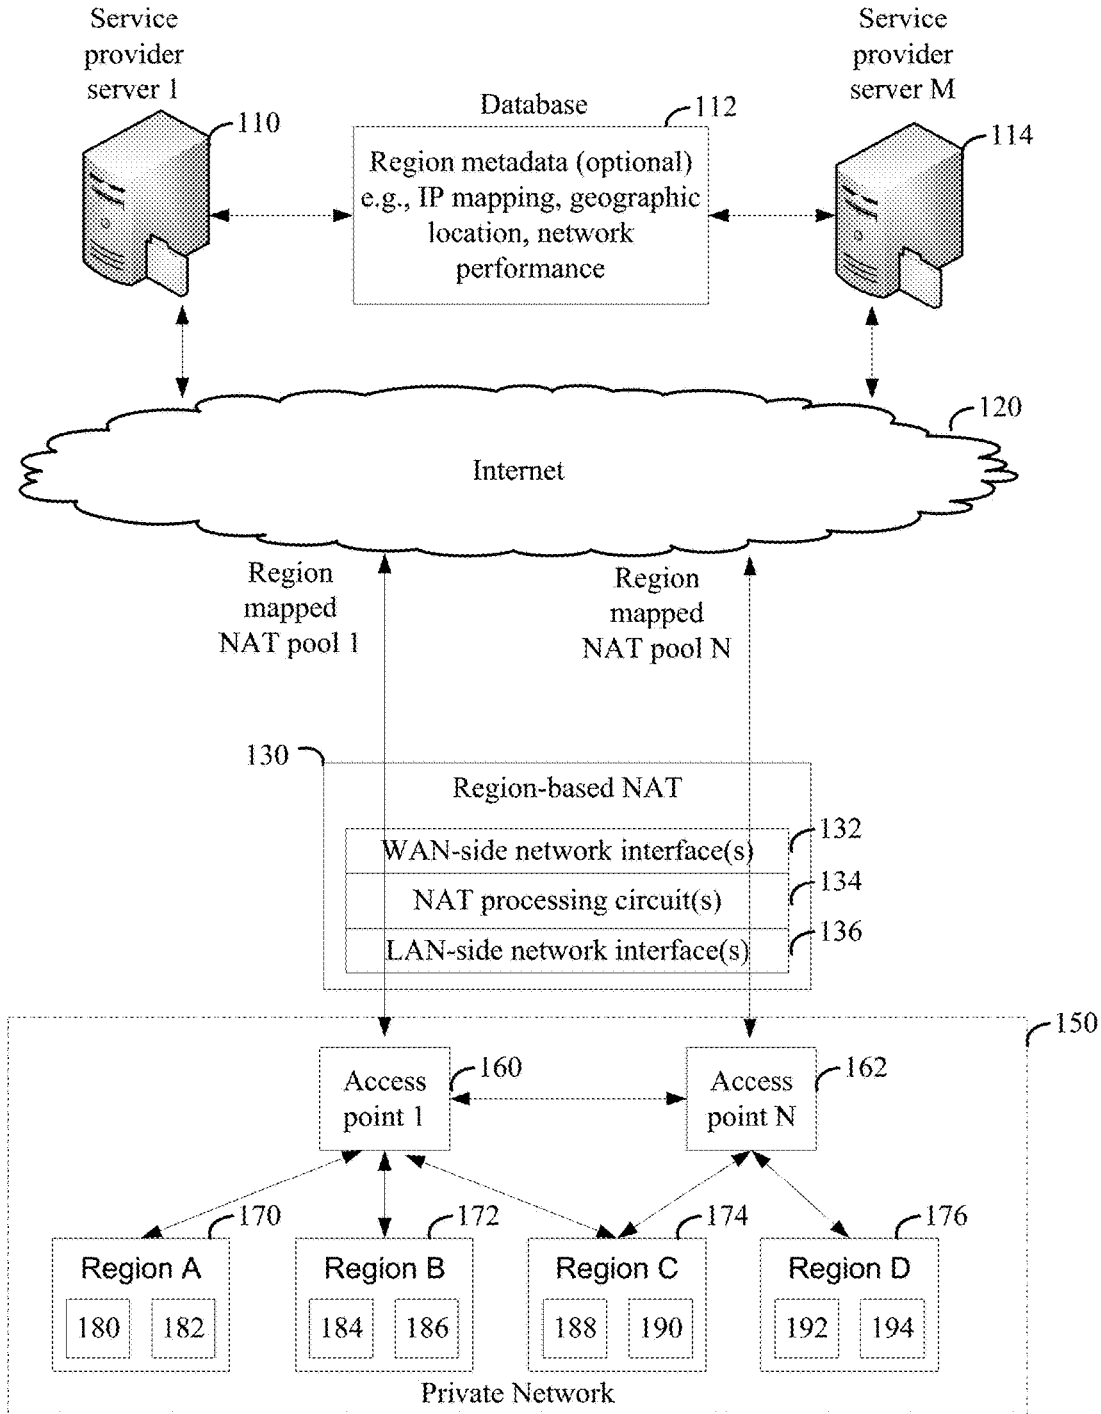 Service
provider
server 1
110
Database
112
Region metadata (optional)
e.g., IP mapping, geographic
location, network
performance
Service
provider
server M
114
120
Internet
Region
mapped
NAT pool 1
Region
mapped
NAT pool N
130
Region-based NAT
132
WAN-side network interface(s)
134
NAT processing circuit(s)
136
LAN-side network interface(s)
150
Access
point 1
160
Access
point N
162
170
Region A
180
182
172
Region B
184
186
174
Region C
188
190
176
Region D
192
194
Private Network